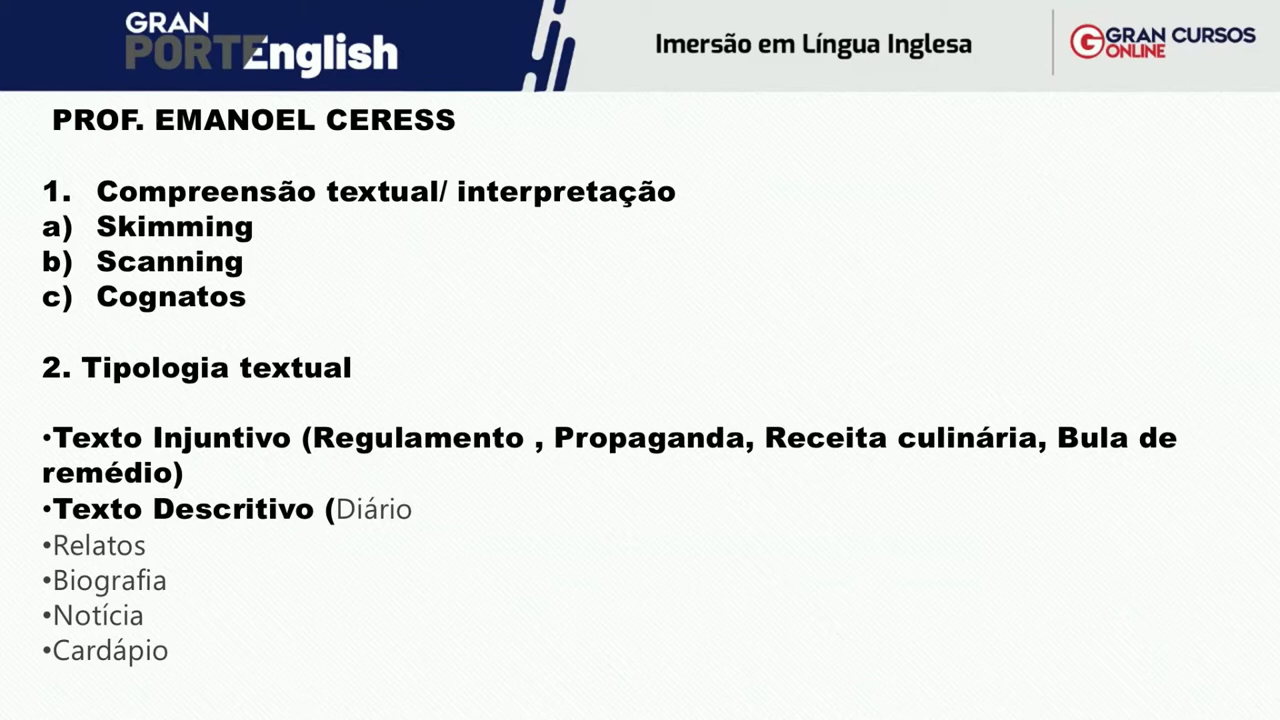 GRAN
PORTEnglish
Imersão em Língua Inglesa
GRAN CURSOS
ONLINE
PROF. EMANOEL CERESS
1. Compreensão textual/ interpretação
a) Skimming
b) Scanning
c) Cognatos
2. Tipologia textual
•Texto Injuntivo (Regulamento , Propaganda, Receita culinária, Bula de
remédio)
•Texto Descritivo (Diário
•Relatos
•Biografia
•Notícia
•Cardápio